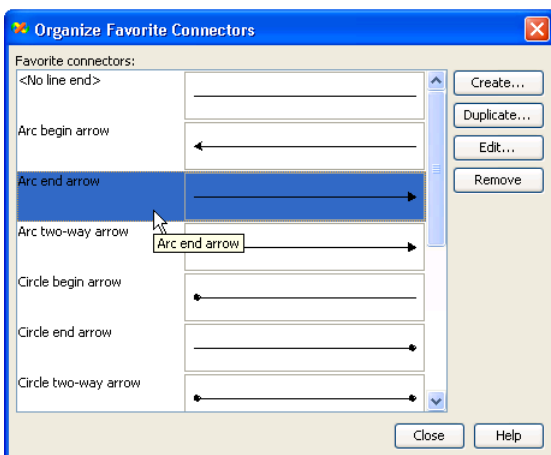 Organize Favorite Connectors
Favorite connectors:
<No line end>
Create...
Duplicate...
Arc begin arrow
Edit...
Arc end arrow
Remove
Arc two-way arrow
Arc end arrow
Circle begin arrow
Circle end arrow
Circle two-way arrow
Close
Help